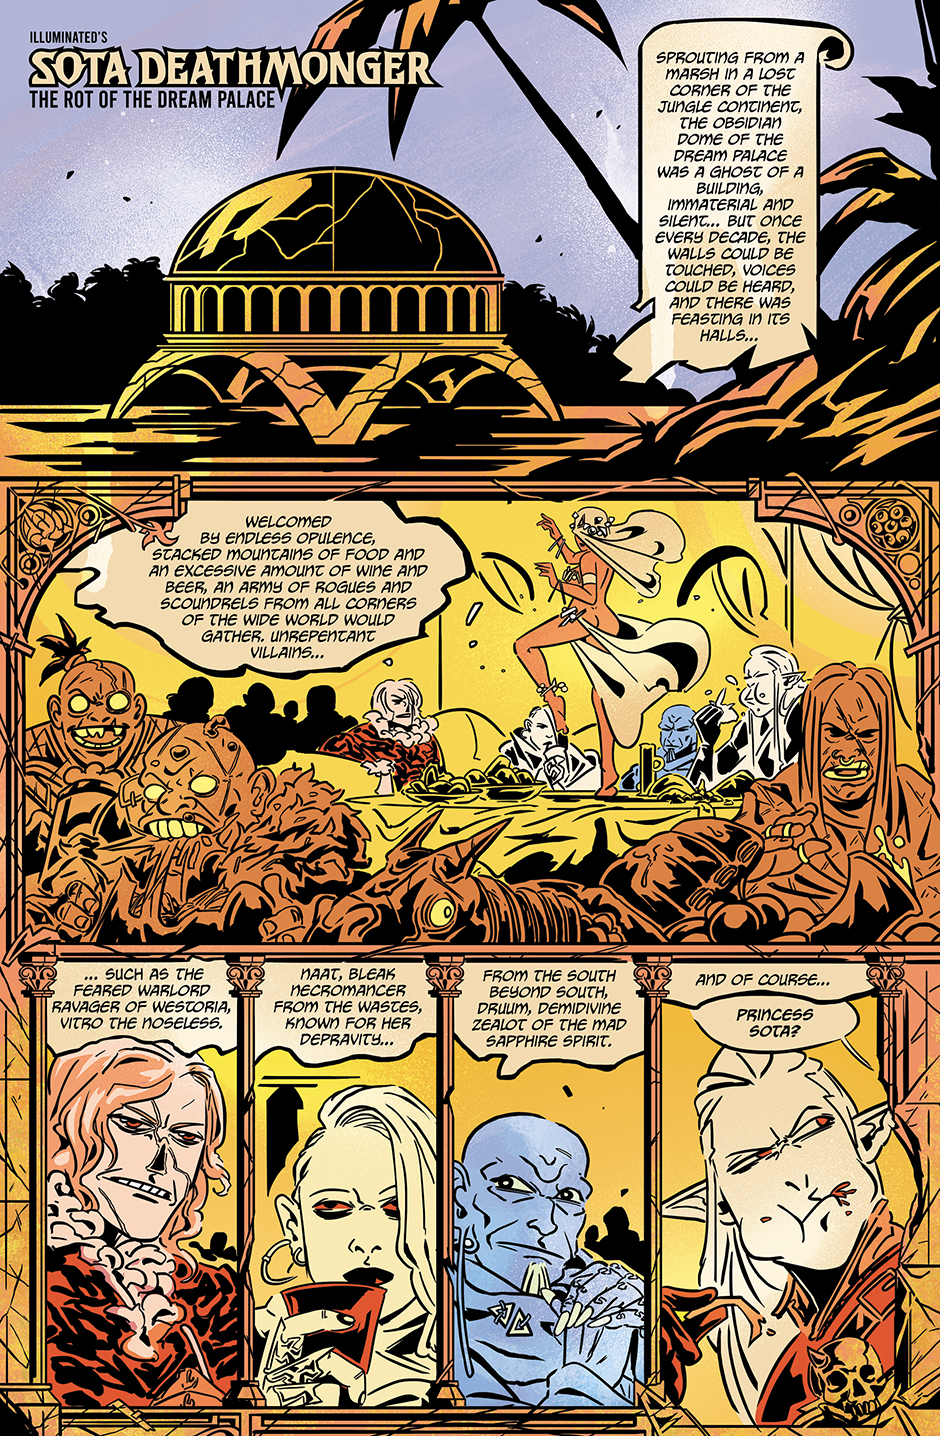 ILLUMINATED'S
SOTA DEATHMONGER
THE ROT OF THE DREAM PALACE
SPROUTING FROM A
MARSH IN A LOST
CORNER OF THE
JUNGLE CONTINENT,
THE OBSIDIAN
DOME OF THE
DREAM PALACE
WAS A GHOST OF A
BUILDING,
IMMATERIAL AND
SILENT... BUT ONCE
EVERY DECADE, THE
WALLS COULD BE
TOUCHED, VOICES
COULD BE HEARD,
AND THERE WAS
FEASTING IN ITS
HALLS...
WELCOMED
BY ENDLESS OPULENCE,
STACKED MOUNTAINS OF FOOD AND
AN EXCESSIVE AMOUNT OF WINE AND
BEER, AN ARMY OF ROGUES AND
SCOUNDRELS FROM ALL CORNERS
OF THE WIDE WORLD WOULD
GATHER. UNREPENTANT
VILLAINS...
... SUCH AS THE
FEARED WARLORD
RAVAGER OF WESTORIA,
VITRO THE NOSELESS.
NAAT, BLEAK
NECROMANCER
FROM THE WASTES,
KNOWN FOR HER
DEPRAVITY...
FROM THE SOUTH
BEYOND SOUTH,
DRUUM, DEMIDIVINE
ZEALOT OF THE MAD
SAPPHIRE SPIRIT.
AND OF COURSE...
PRINCESS
SOTA?